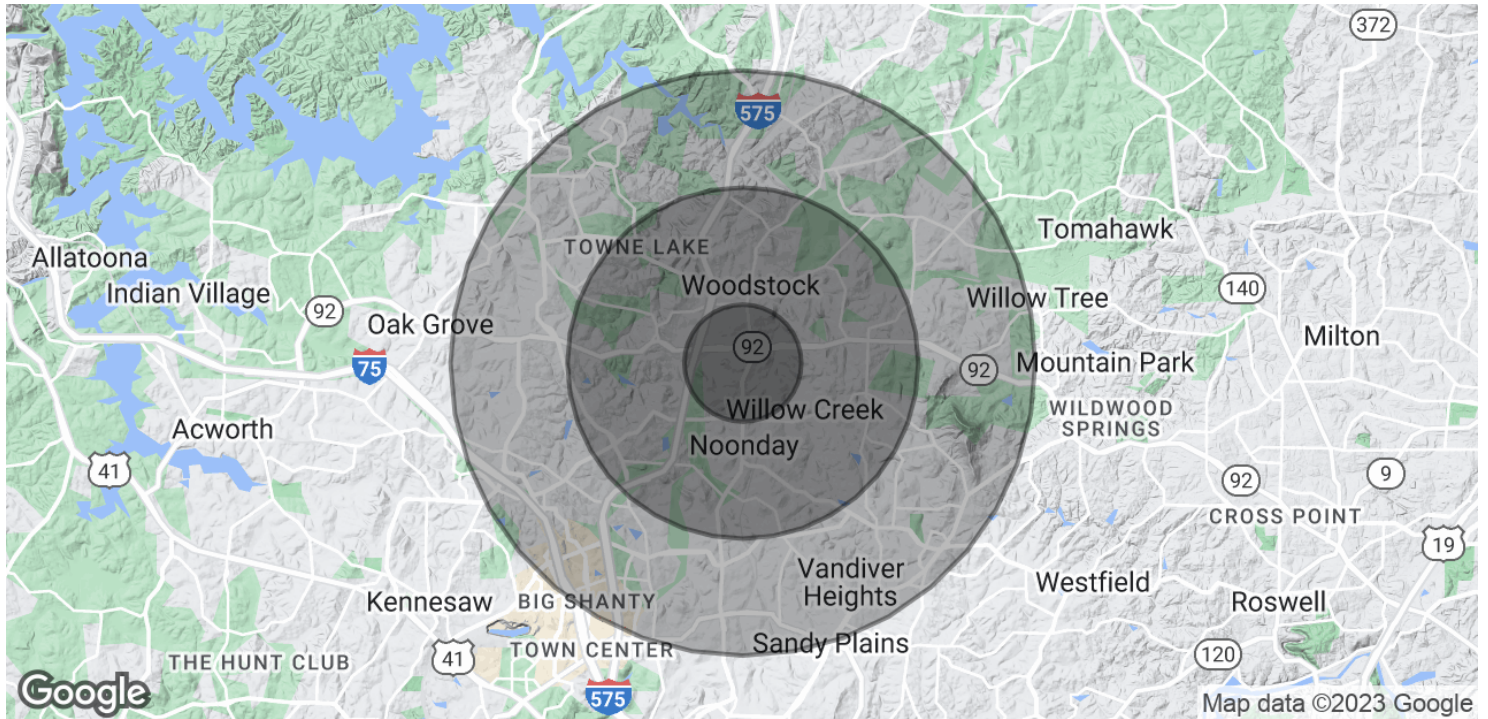 372
575
TOWNE LAKE
Tomahawk
Allatoona
Indian Village
Woodstock
140
Willow Tree
92
Oak Grove
Milton
92
75
92
Mountain Park
Willow Creek
WILDWOOD
SPRINGS
Acworth
Noonday
41
92
9
CROSS POINT
19
Vandiver
Heights
Westfield
Kennesaw
BIG SHANTY
Roswell
Sandy Plains
TOWN CENTER
THE HUNT CLUB
41
120
575
Google
Map data ©2023 Google